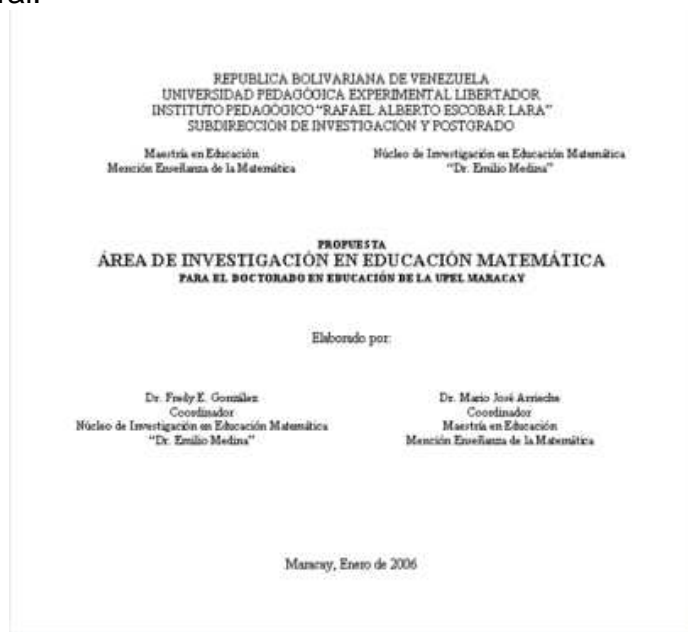 REPUBLICA BOLIVARIANA DE VENEZUELA
UNIVERSIDAD PEDAGÓGICA EXPERIMENTAL LIBERTADOR
INSTITUTO PEDAGÓGICO “RAFAEL ALBERTO ESCOBAR LARA”
SUBDIRECCIÓN DE INVESTIGACIÓN Y POSTGRADO
Maestría en Educación
Mención Enseñanza de la Matemática
Núcleo de Investigación en Educación Matemática
“Dr. Emilio Medina”
PROPUESTA
ÁREA DE INVESTIGACIÓN EN EDUCACIÓN MATEMÁTICA
PARA EL DOCTORADO EN EDUCACIÓN DE LA UPEL MARACAY
Elaborado por:
Dr. Fredy E. González
Coordinador
Núcleo de Investigación en Educación Matemática
“Dr. Emilio Medina”
Dr. Mario José Arrieche
Coordinador
Maestría en Educación
Mención Enseñanza de la Matemática
Maracay, Enero de 2006